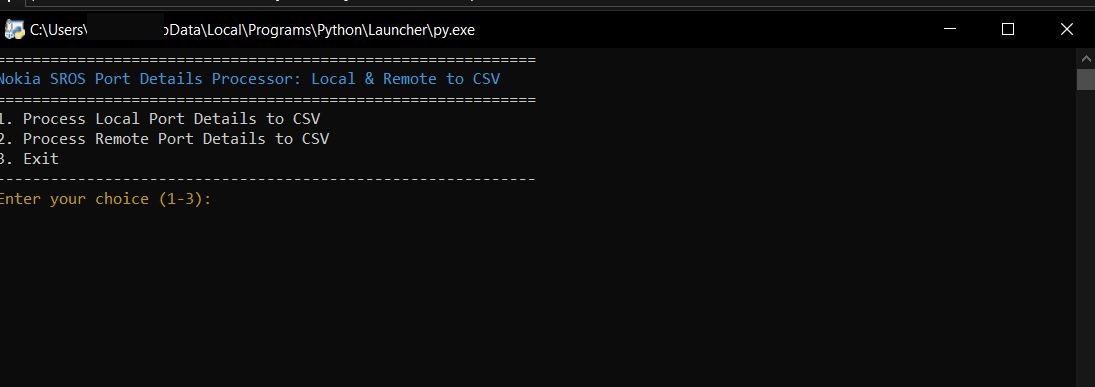 C:\Users\ pData\Local\Programs\Python\Launcher\py.exe
============================================================
Nokia SROS Port Details Processor: Local & Remote to CSV
============================================================
1. Process Local Port Details to CSV
2. Process Remote Port Details to CSV
3. Exit
------------------------------------------------------------
Enter your choice (1-3):